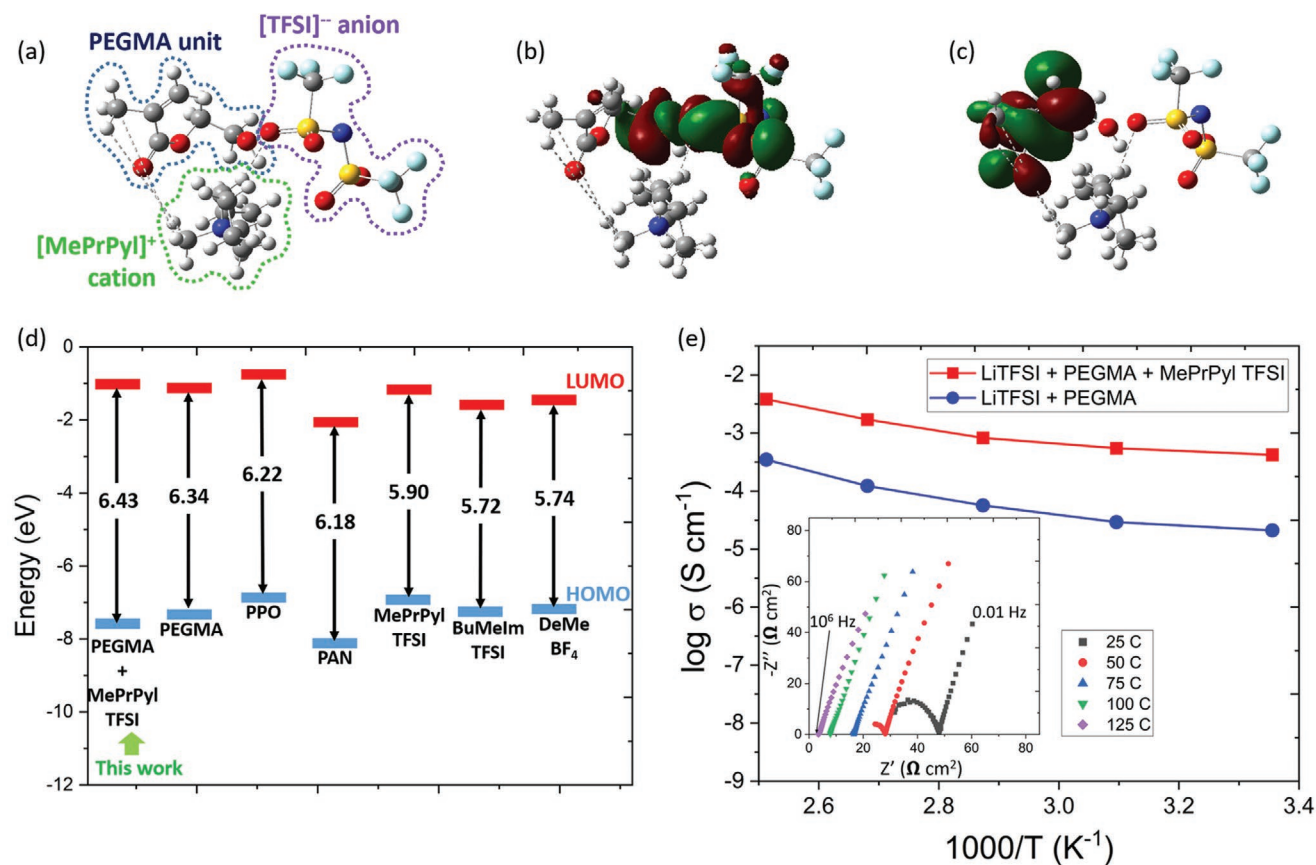 (a)
PEGMA unit
[TFSI]⁻⁻ anion
[MePrPyl]⁺
cation
(b)
(c)
(d)
Energy (eV)
0
-2
-4
-6
-8
-10
-12
LUMO
HOMO
6.43
6.34
6.22
6.18
5.90
5.72
5.74
PEGMA
+
MePrPyl
TFSI
PEGMA
PPO
PAN
MePrPyl
TFSI
BuMeIm
TFSI
DeMe
BF₄
This work
(e)
log σ (S cm⁻¹)
-2
-3
-4
-5
-6
-7
-8
-9
LiTFSI + PEGMA + MePrPyl TFSI
LiTFSI + PEGMA
-Z'' (Ω cm²)
80
60
40
20
0
10⁶ Hz
0.01 Hz
0 20 40 60 80
Z' (Ω cm²)
25 C
50 C
75 C
100 C
125 C
2.6 2.8 3.0 3.2 3.4
1000/T (K⁻¹)